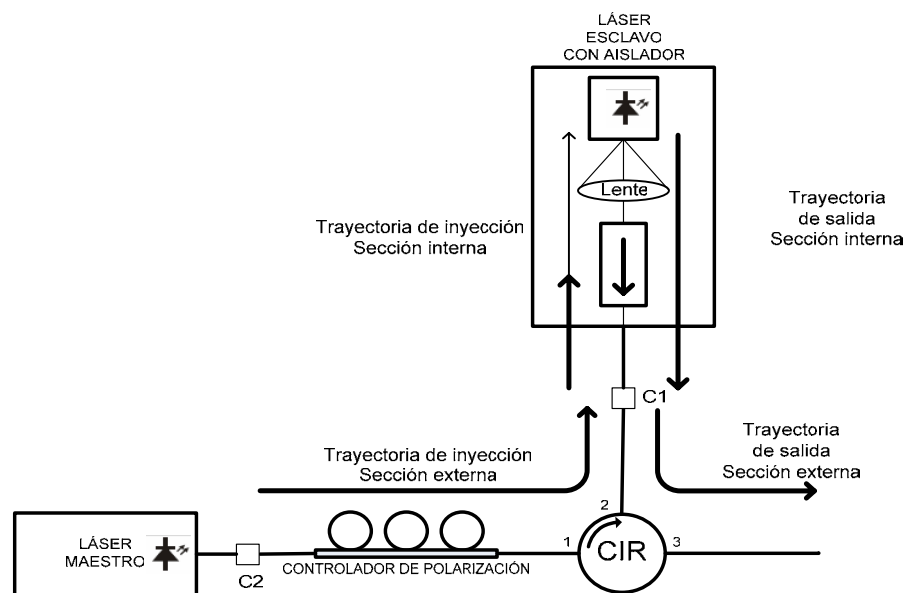 LÁSER
ESCLAVO
CON AISLADOR
Lente
Trayectoria de inyección
Sección interna
Trayectoria
de salida
Sección interna
C1
Trayectoria de inyección
Sección externa
Trayectoria
de salida
Sección externa
LÁSER
MAESTRO
C2
CONTROLADOR DE POLARIZACIÓN
1
2
CIR
3